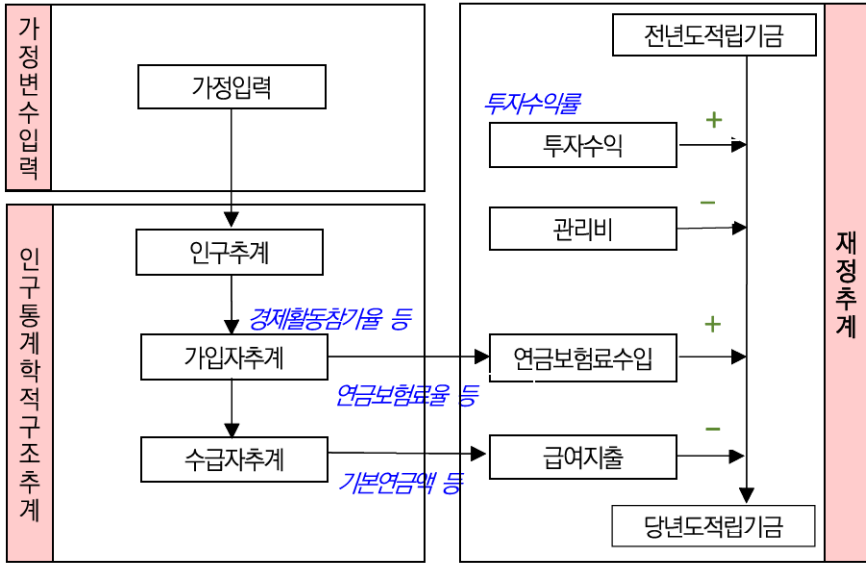 가정변수입력
가정입력
인구통계학적구조추계
인구추계
경제활동참가율 등
가입자추계
연금보험료율 등
수급자추계
기본연금액 등
전년도적립기금
투자수익률
+
투자수익
-
관리비
+
연금보험료수입
-
급여지출
당년도적립기금
재정추계